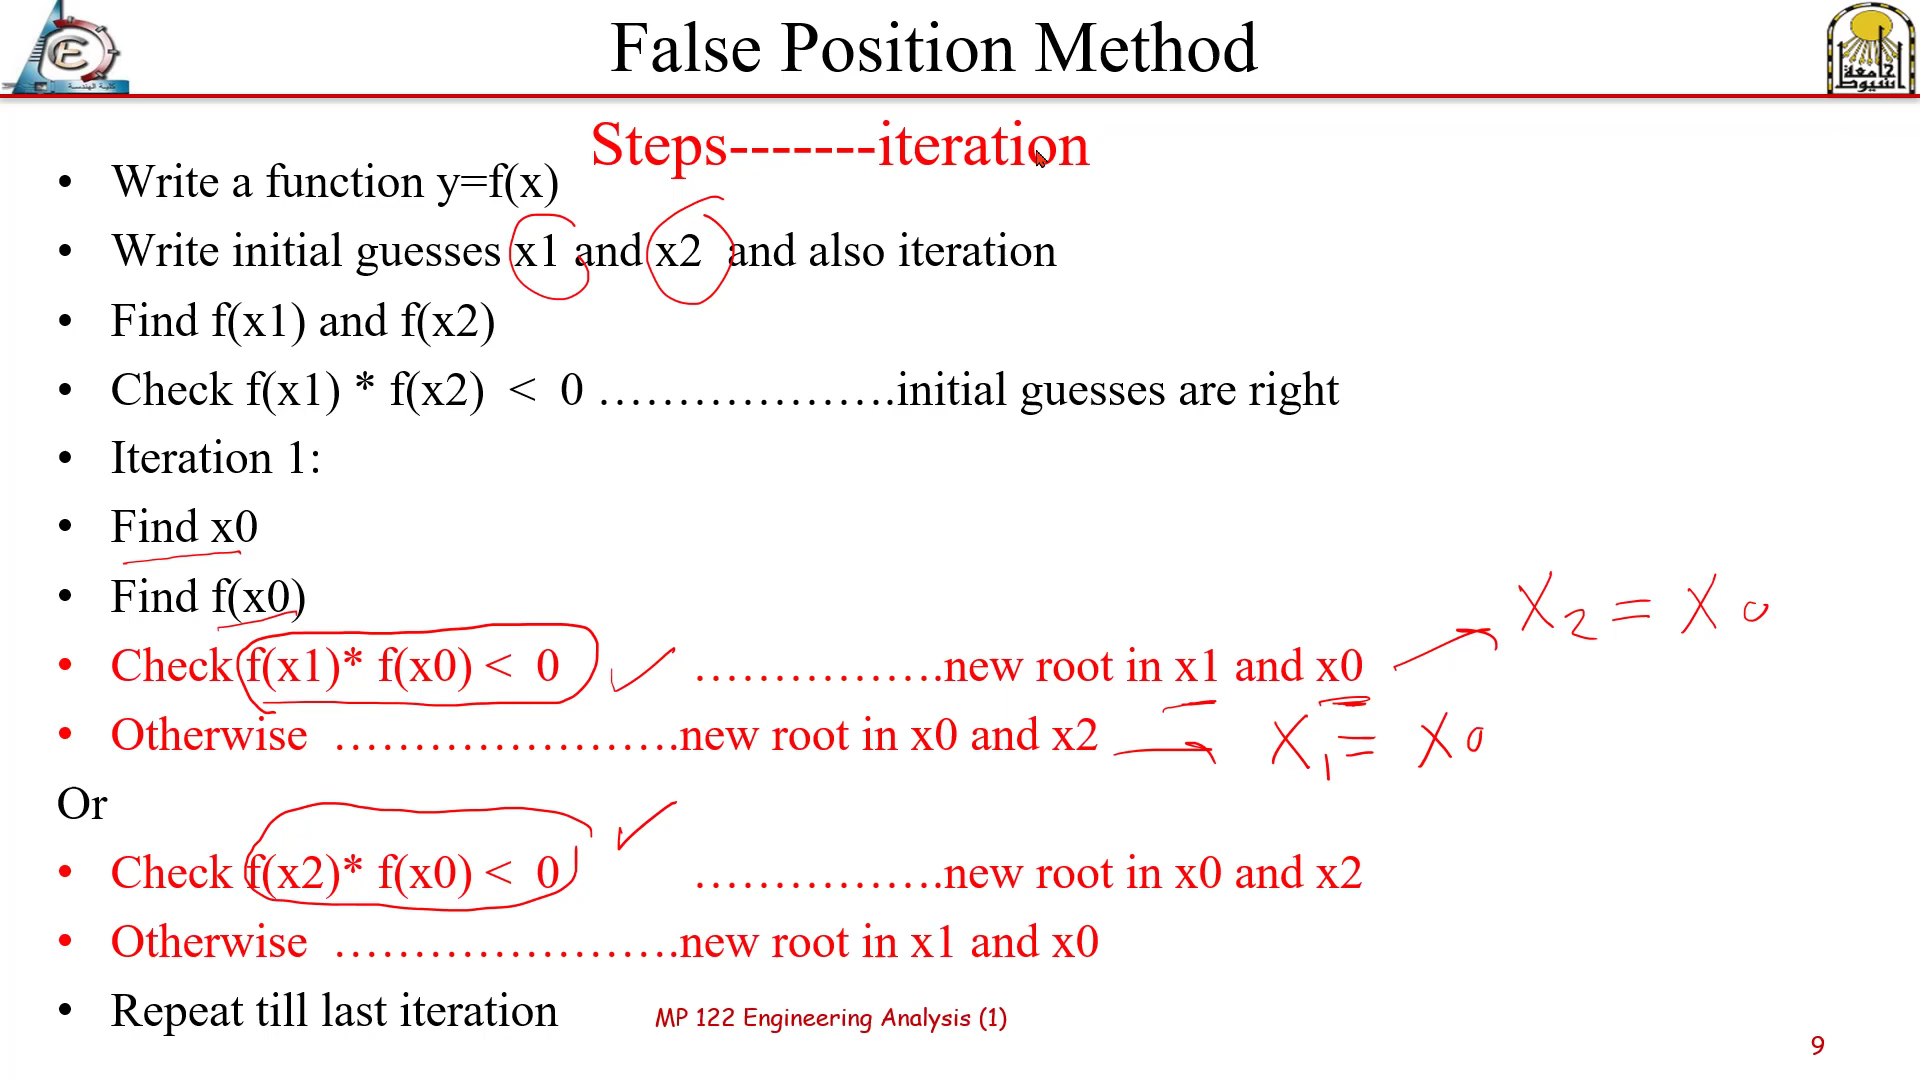 False Position Method
جامعة
أسيوط
كلية الهندسة
Steps-------iteration
• Write a function y=f(x)
• Write initial guesses x1 and x2 and also iteration
• Find f(x1) and f(x2)
• Check f(x1) * f(x2) < 0 ………………….initial guesses are right
• Iteration 1:
• Find x0
• Find f(x0)
X2 = X0
• Check f(x1)* f(x0) < 0 …………….new root in x1 and x0
• Otherwise ………………….new root in x0 and x2
X1 = X0
Or
• Check f(x2)* f(x0) < 0 …………….new root in x0 and x2
• Otherwise ………………….new root in x1 and x0
• Repeat till last iteration
MP 122 Engineering Analysis (1)
9